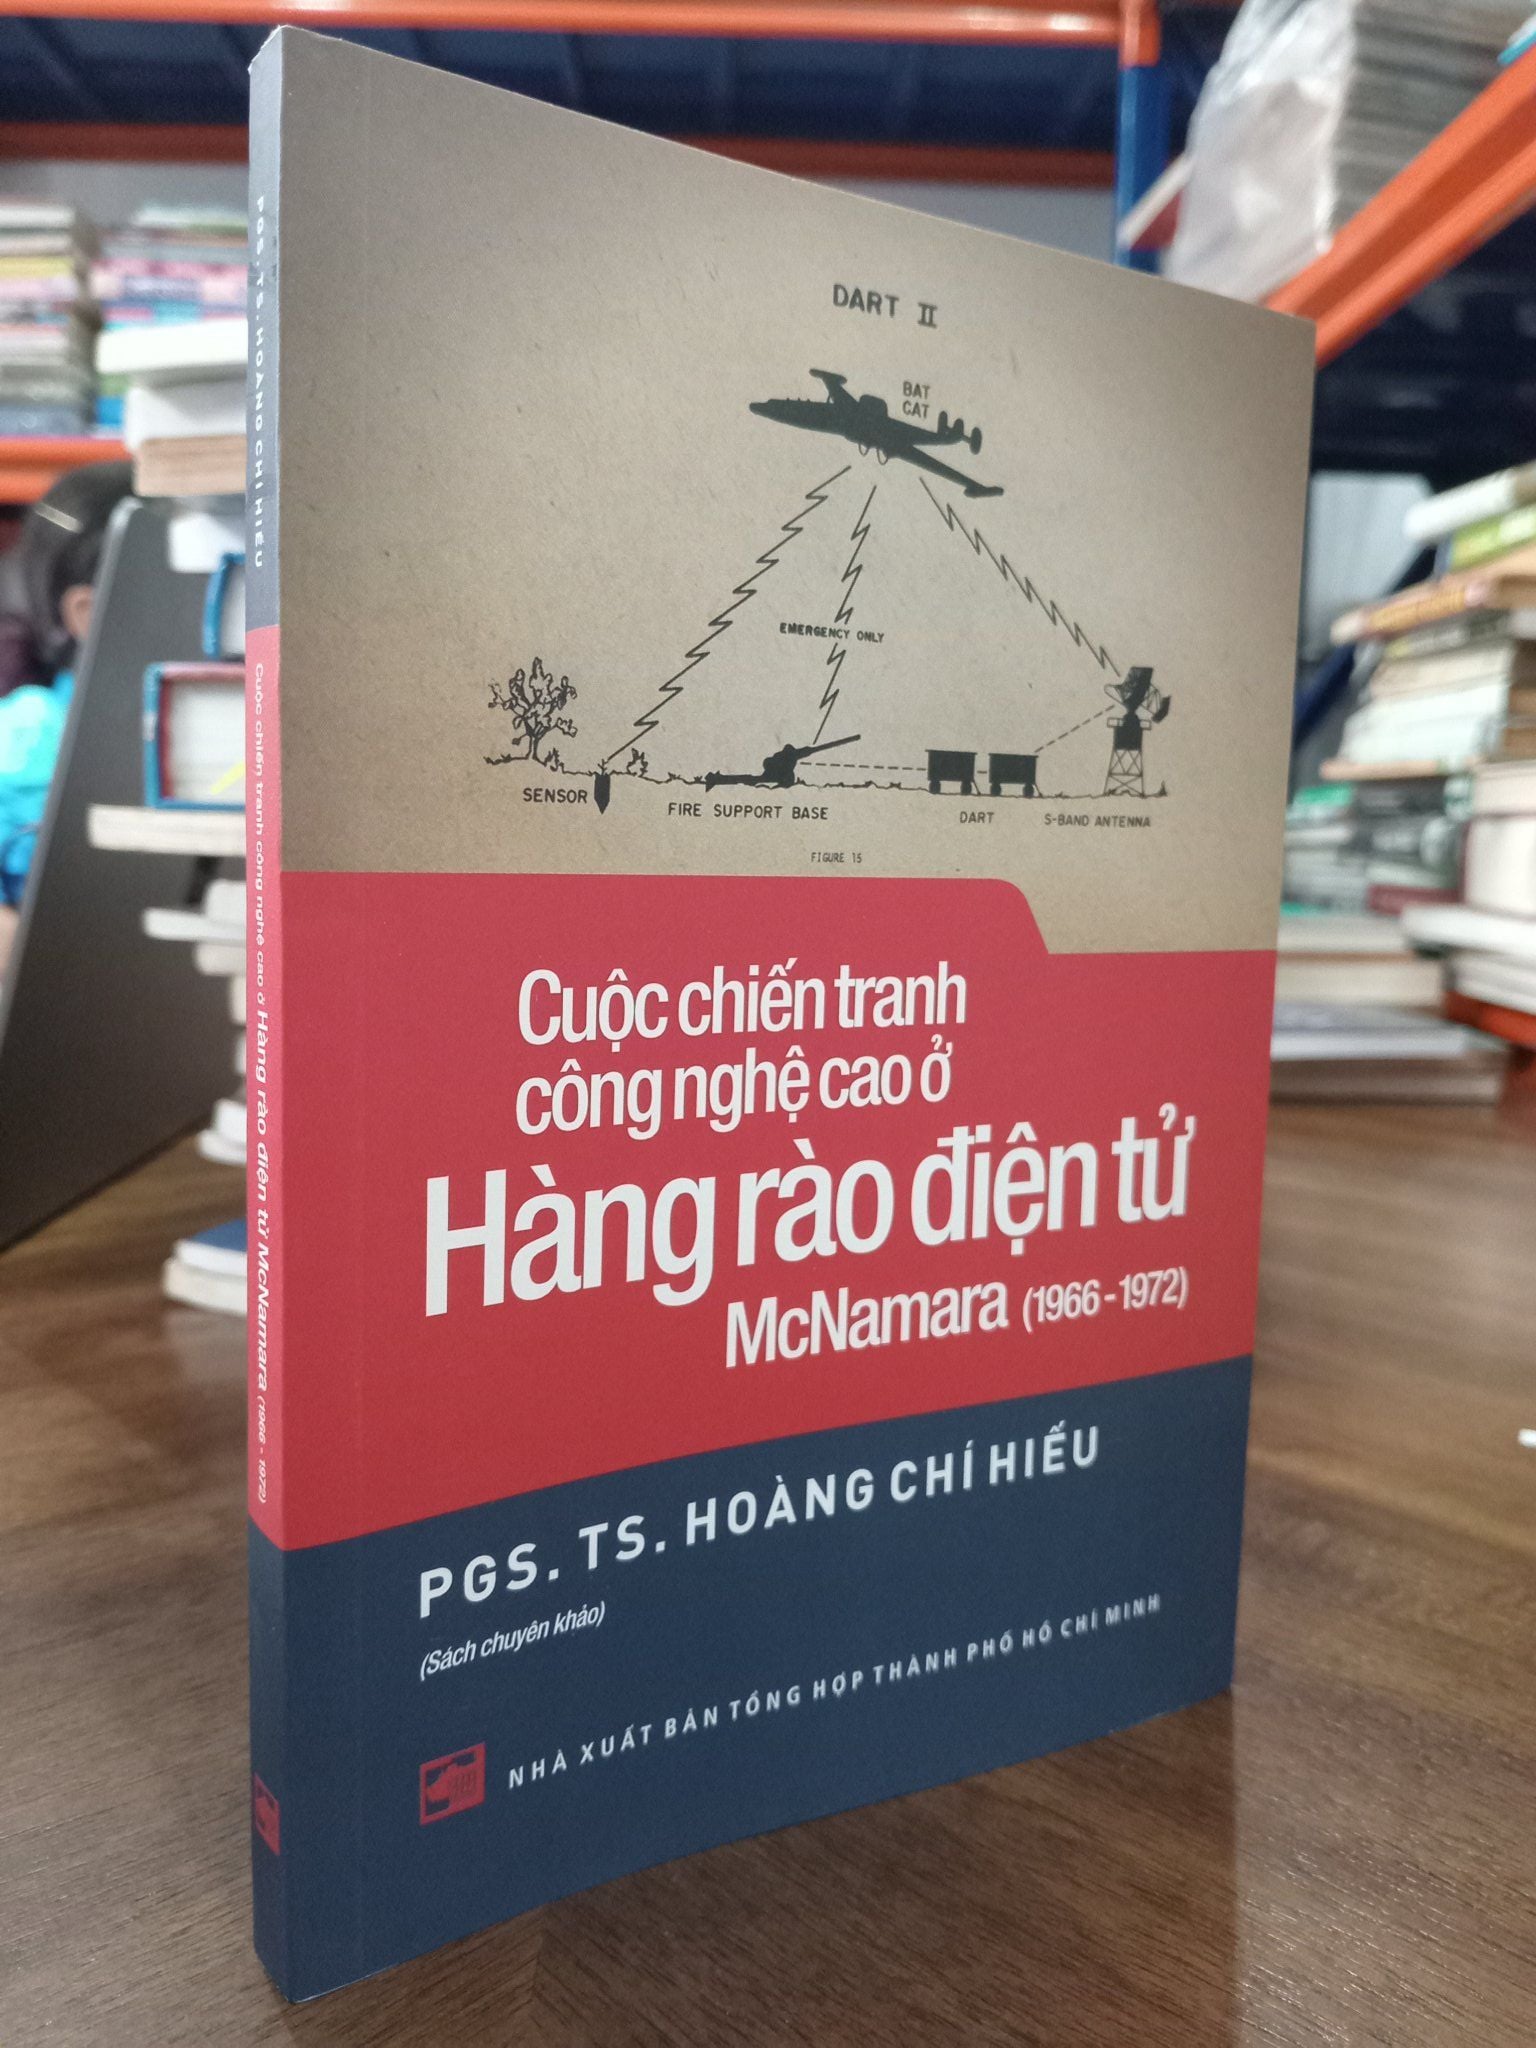 DART II
BAT
CAT
EMERGENCY ONLY
SENSOR
FIRE SUPPORT BASE
DART
S-BAND ANTENNA
FIGURE 15
Cuộc chiến tranh
công nghệ cao ở
Hàng rào điện tử
McNamara (1966 - 1972)
PGS. TS. HOÀNG CHÍ HIẾU
(Sách chuyên khảo)
NHÀ XUẤT BẢN TỔNG HỢP THÀNH PHỐ HỒ CHÍ MINH
PGS. TS. HOÀNG CHÍ HIẾU
Cuộc chiến tranh công nghệ cao ở Hàng rào điện tử McNamara (1966 - 1972)